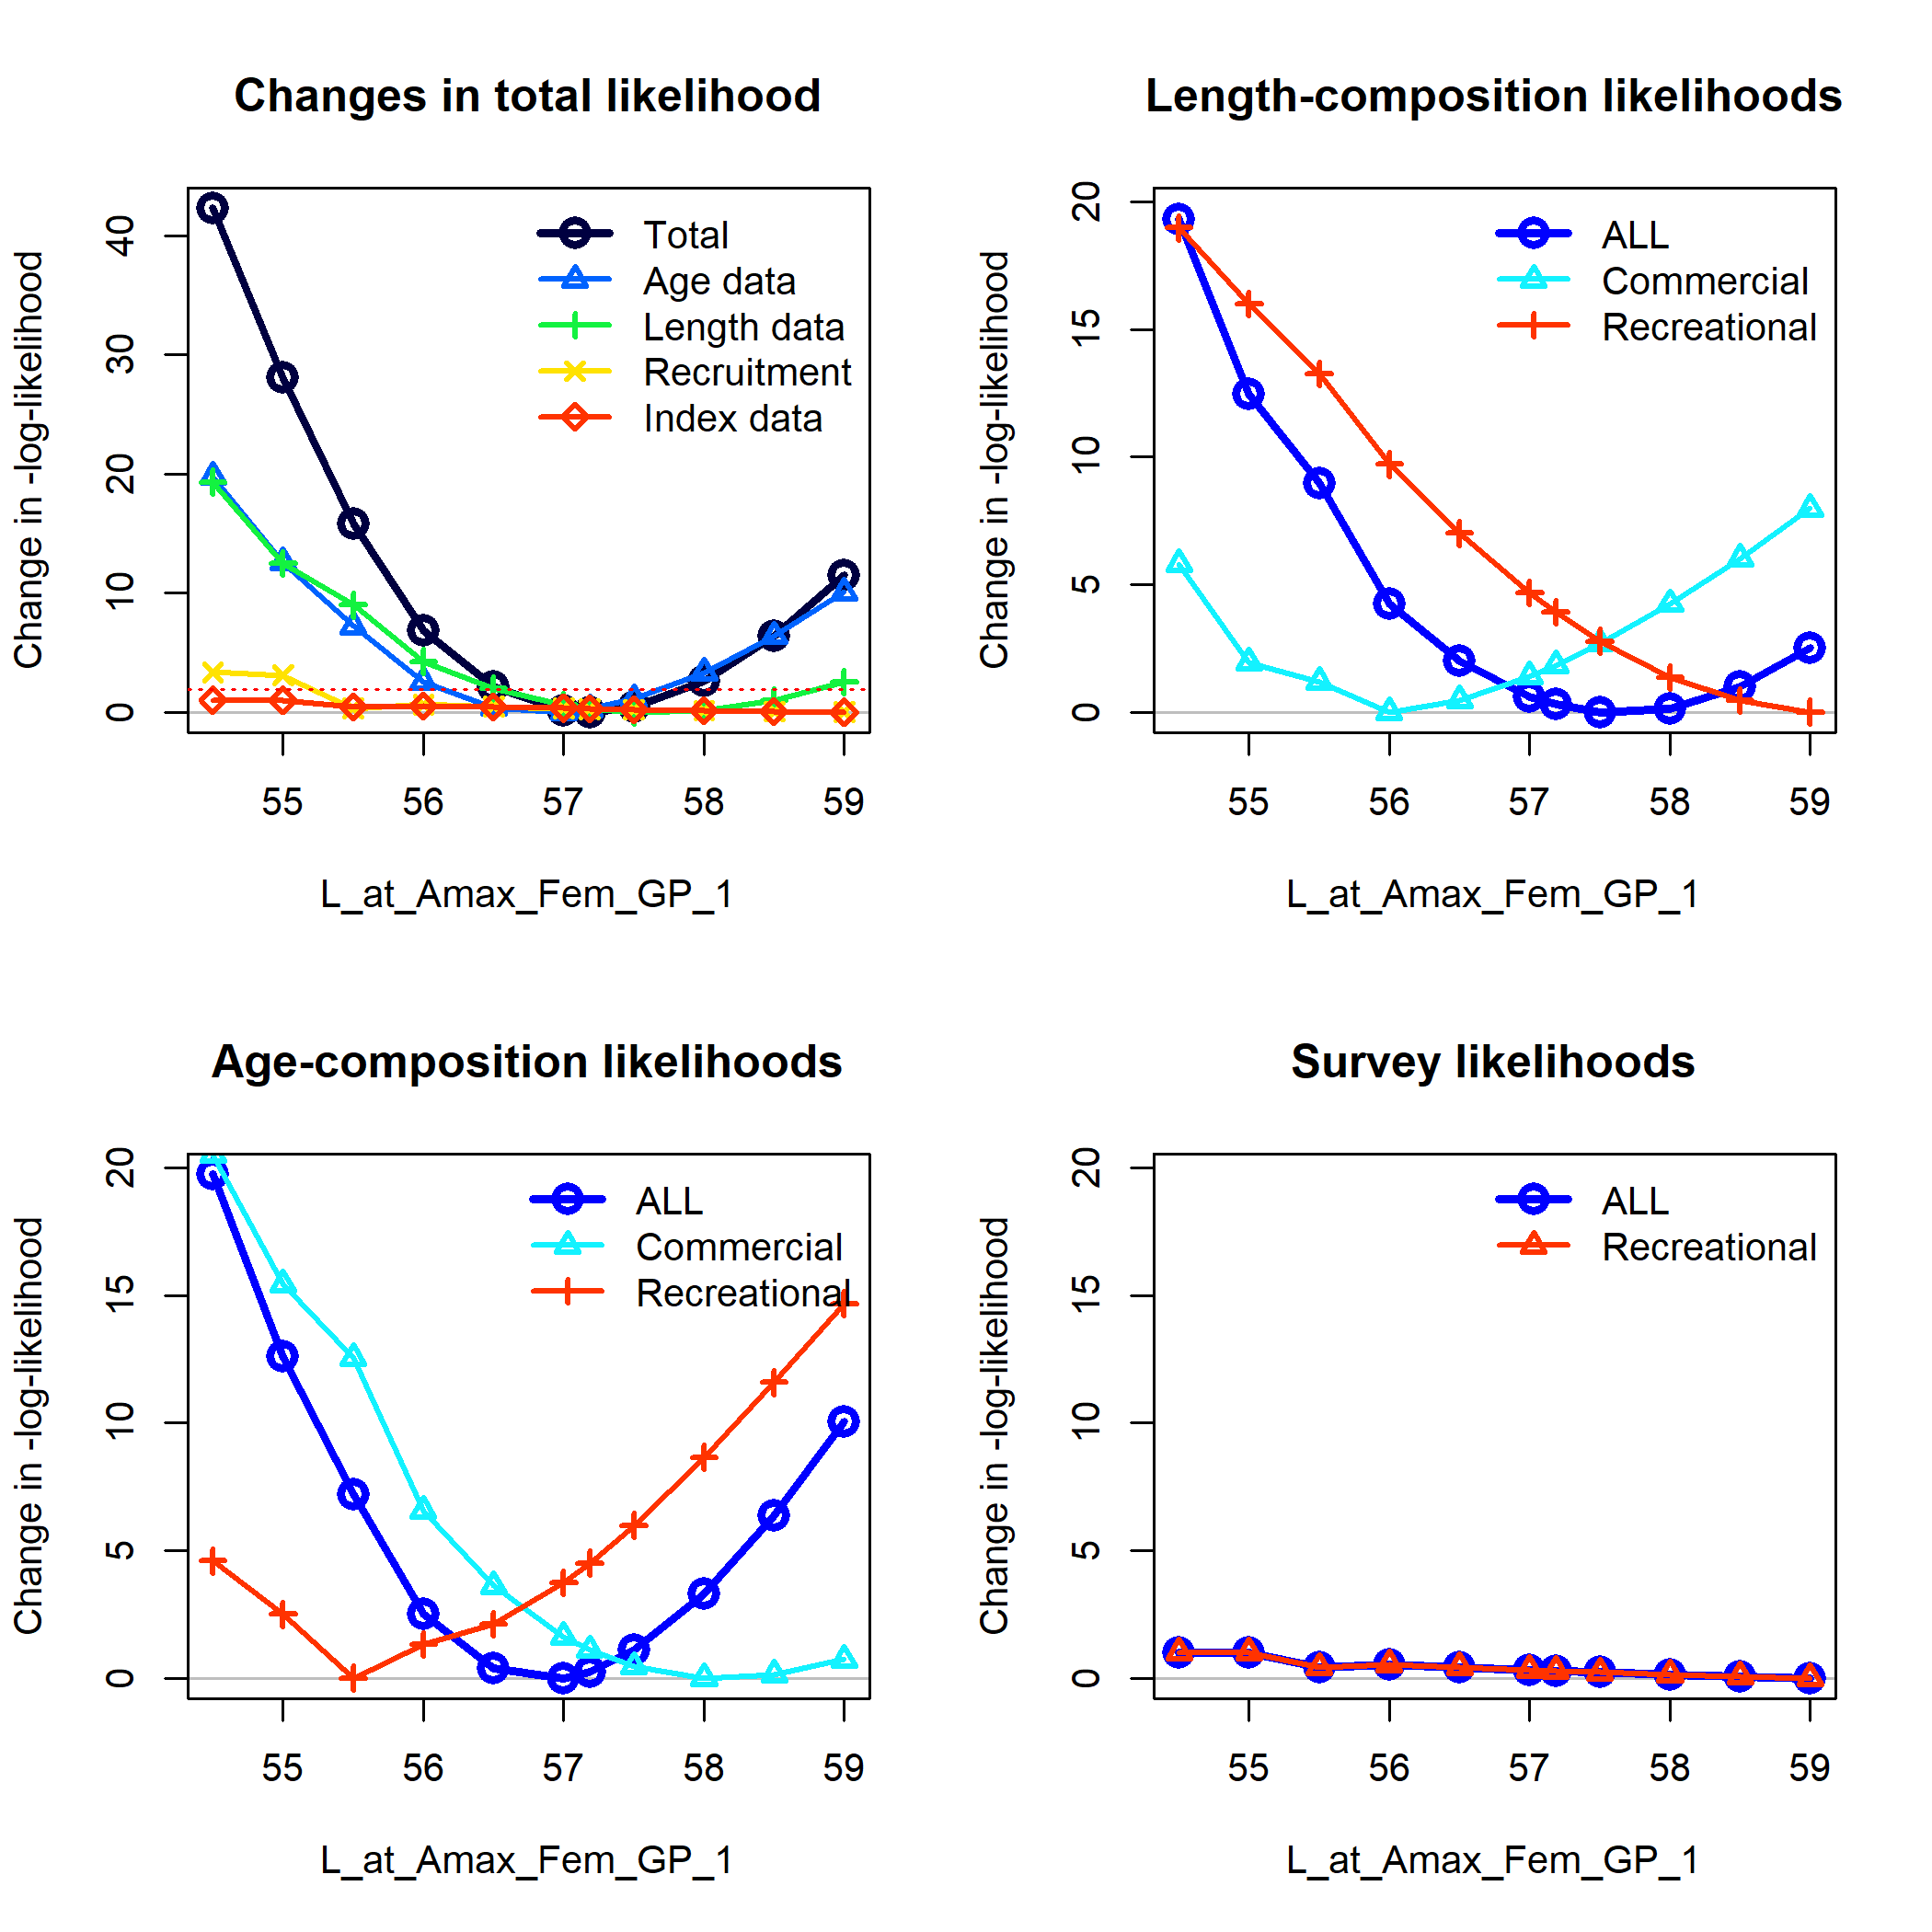 Changes in total likelihood
Change in -log-likelihood
40
30
20
10
0
Total
Age data
Length data
Recruitment
Index data
55 56 57 58 59
L_at_Amax_Fem_GP_1
Length-composition likelihoods
Change in -log-likelihood
20
15
10
5
0
ALL
Commercial
Recreational
55 56 57 58 59
L_at_Amax_Fem_GP_1
Age-composition likelihoods
Change in -log-likelihood
20
15
10
5
0
ALL
Commercial
Recreational
55 56 57 58 59
L_at_Amax_Fem_GP_1
Survey likelihoods
Change in -log-likelihood
20
15
10
5
0
ALL
Recreational
55 56 57 58 59
L_at_Amax_Fem_GP_1